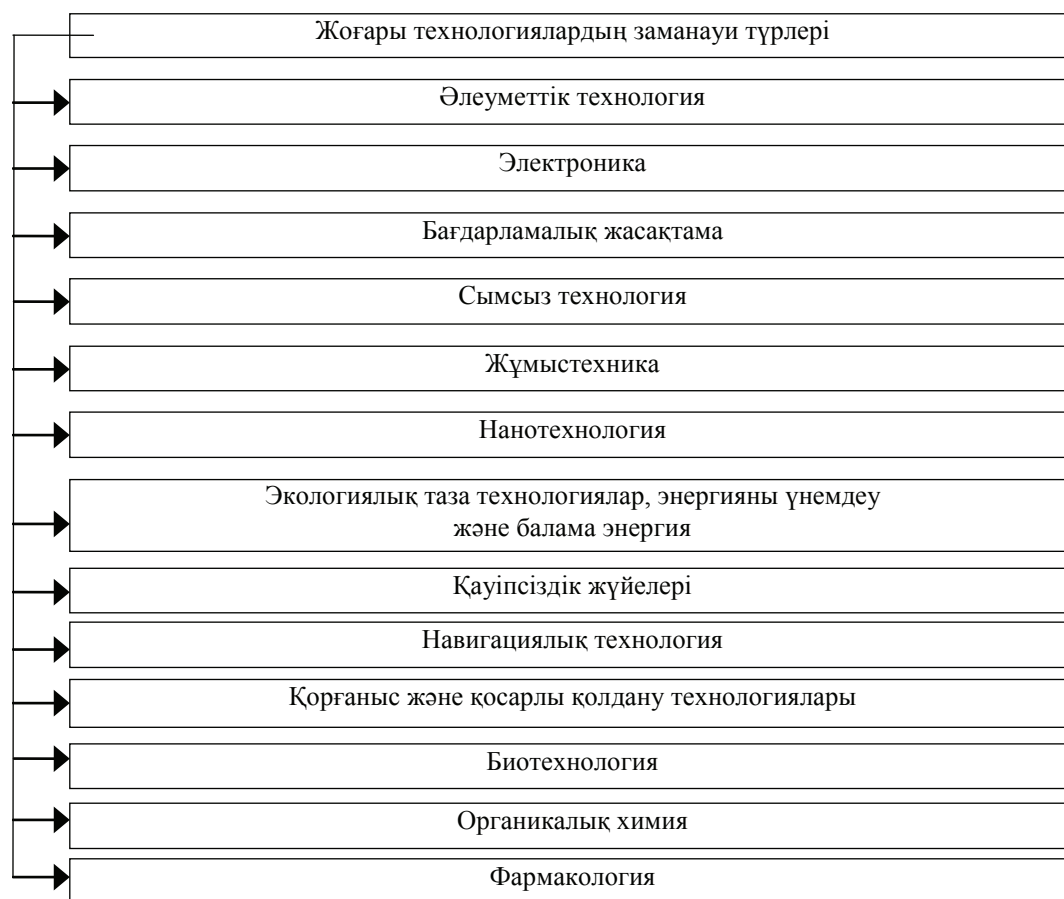 Жоғары технологиялардың заманауи түрлері
Әлеуметтік технология
Электроника
Бағдарламалық жасақтама
Сымсыз технология
Жұмыстехника
Нанотехнология
Экологиялық таза технологиялар, энергияны үнемдеу
және балама энергия
Қауіпсіздік жүйелері
Навигациялық технология
Қорғаныс және қосарлы қолдану технологиялары
Биотехнология
Органикалық химия
Фармакология